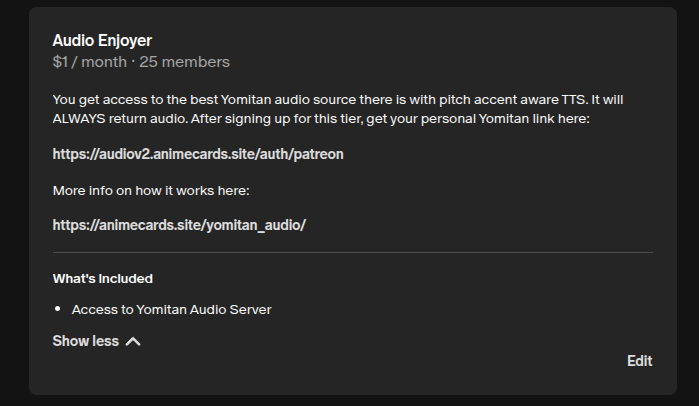 Audio Enjoyer
$1 / month · 25 members
You get access to the best Yomitan audio source there is with pitch accent aware TTS. It will
ALWAYS return audio. After signing up for this tier, get your personal Yomitan link here:
https://audiov2.animecards.site/auth/patreon
More info on how it works here:
https://animecards.site/yomitan_audio/
What's Included
• Access to Yomitan Audio Server
Show less
Edit